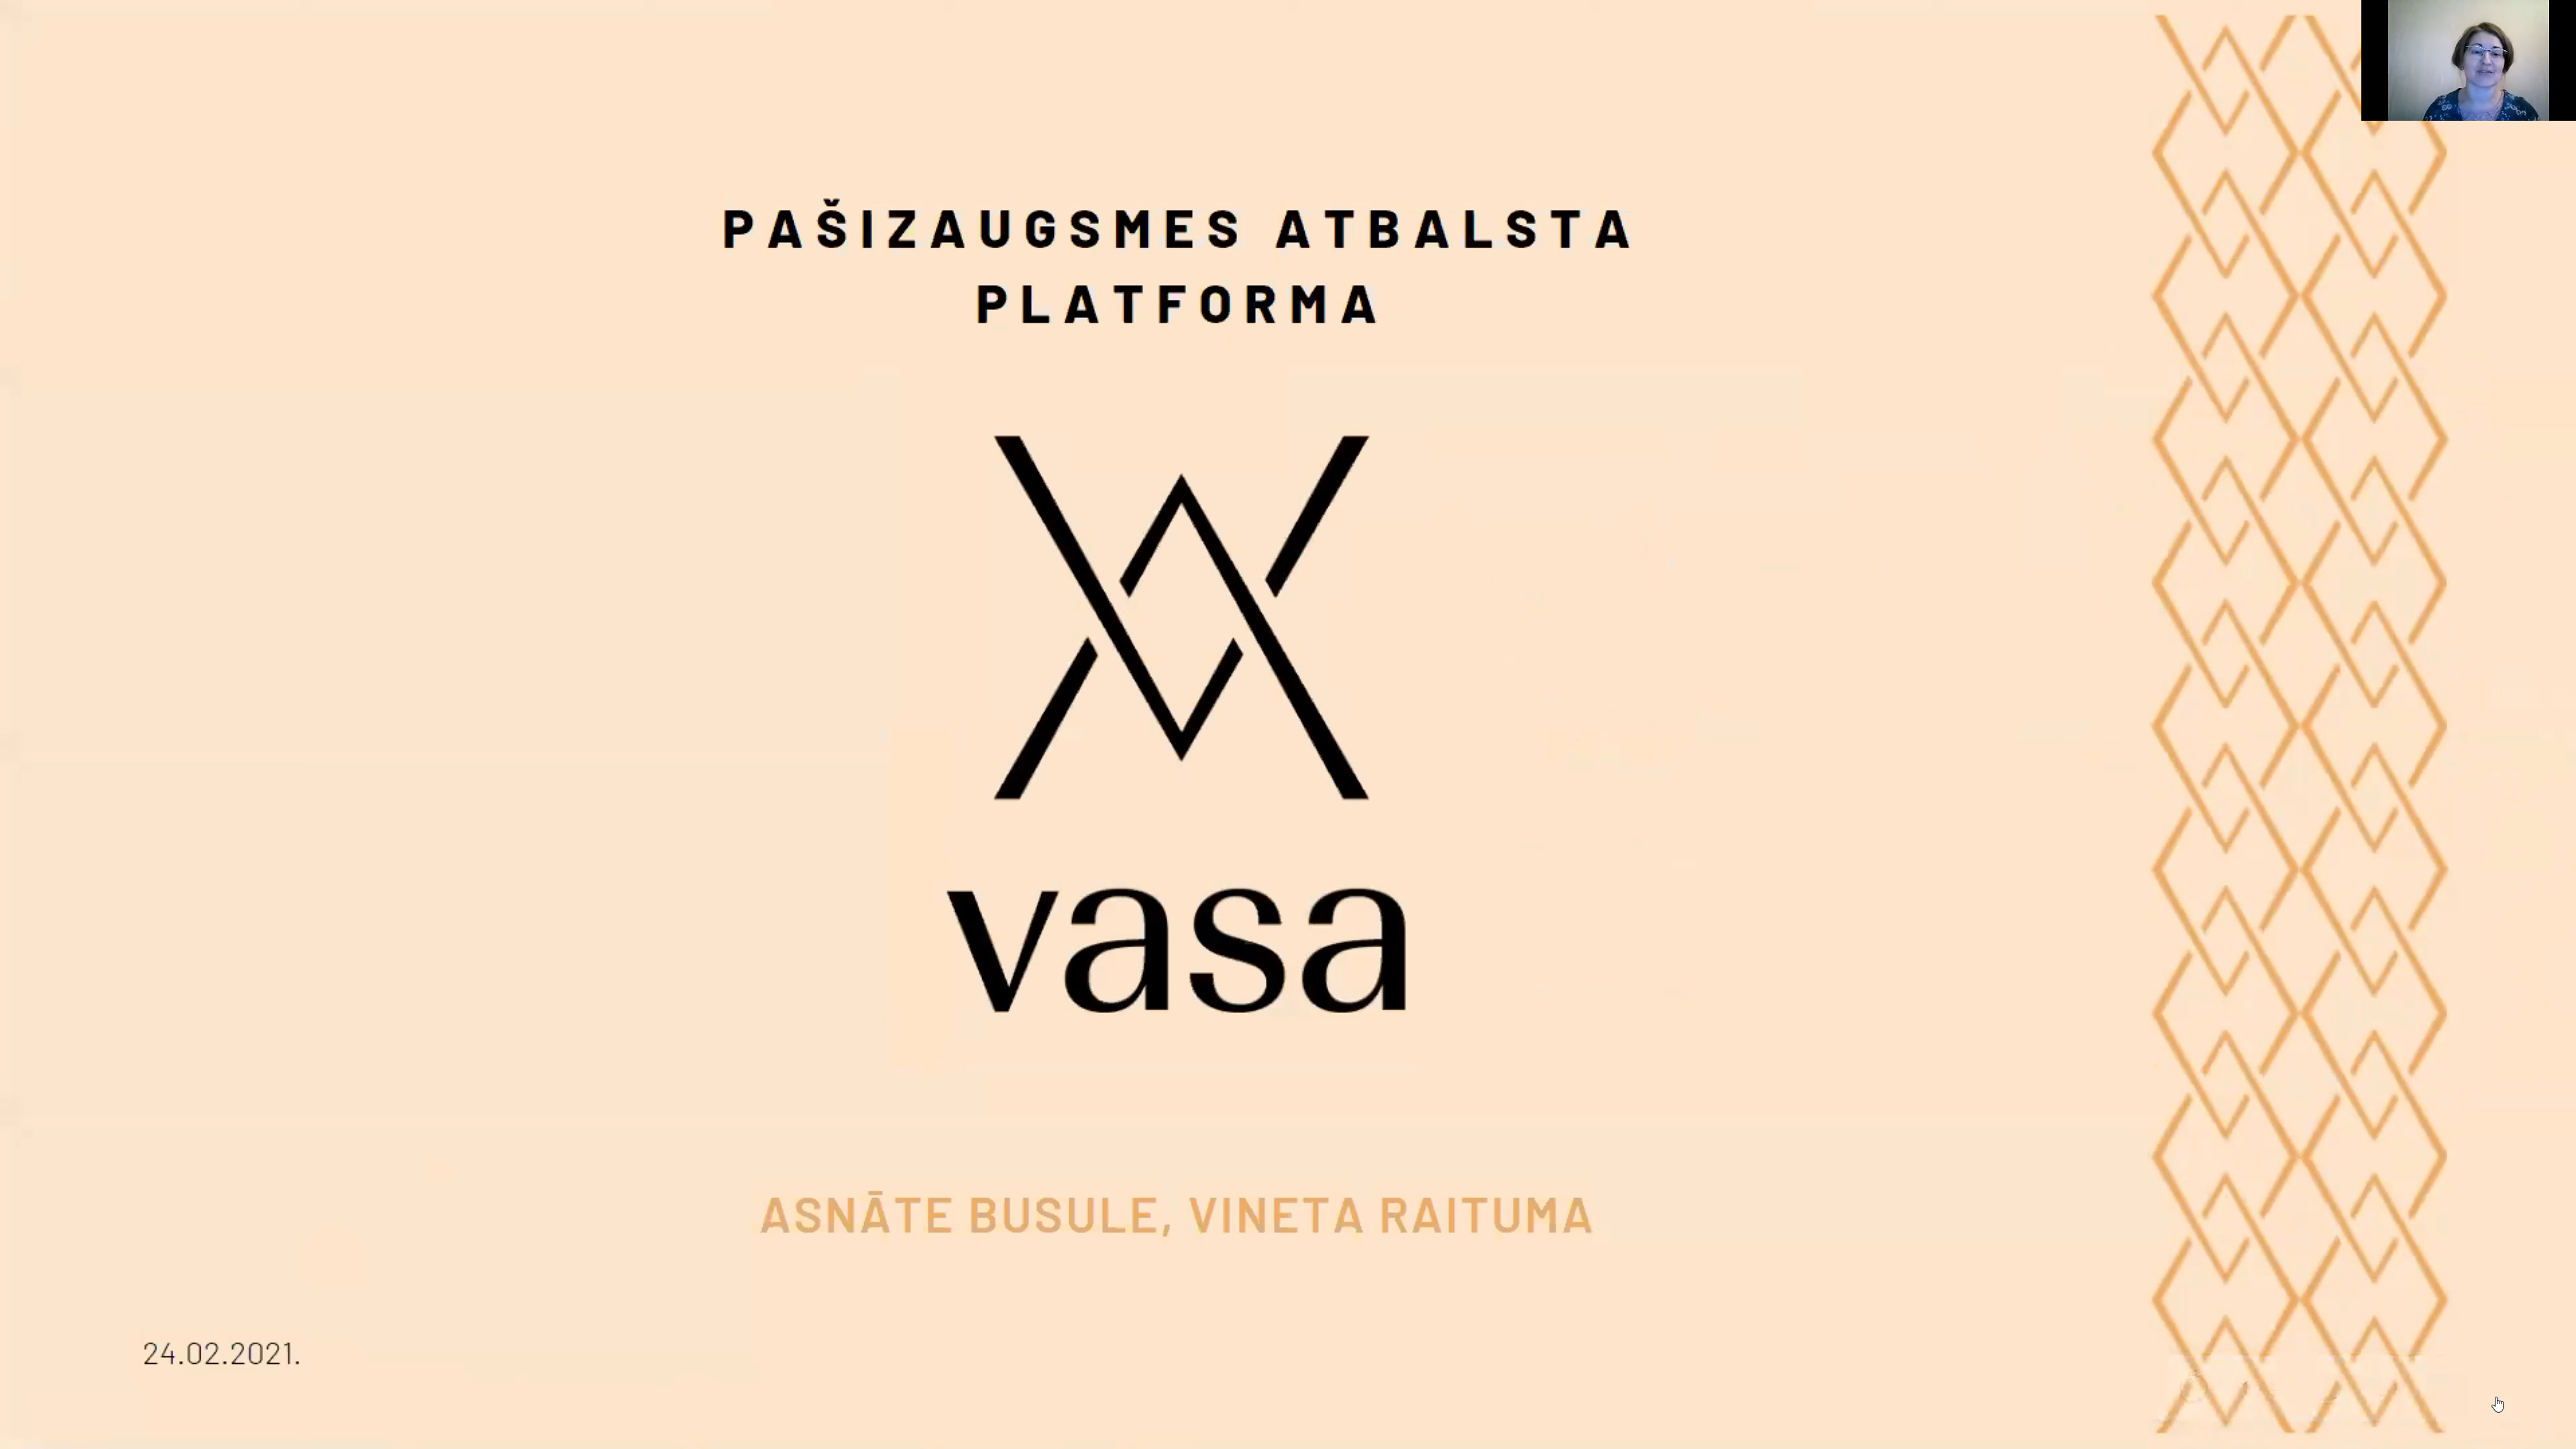 PAŠIZAUGSMES ATBALSTA
PLATFORMA
vasa
ASNĀTE BUSULE, VINETA RAITUMA
24.02.2021.